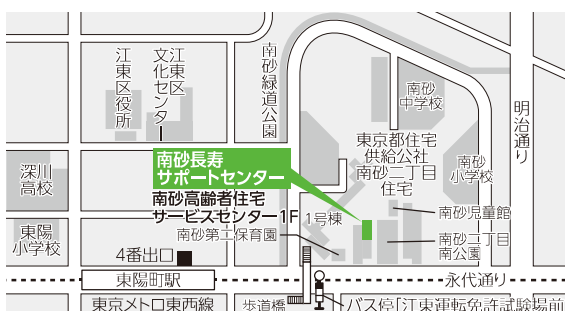 江東区
文化センター
江東区役所
南砂緑道公園
南砂
中学校
明治通り
東京都住宅
供給公社
南砂二丁目
住宅
南砂
小学校
深川
高校
南砂長寿
サポートセンター
南砂高齢者住宅
サービスセンター1F
1号棟
南砂児童館
東陽
小学校
南砂第二保育園
南砂二丁目
南公園
4番出口
東陽町駅
永代通り
東京メトロ東西線
歩道橋
バス停「江東運転免許試験場前